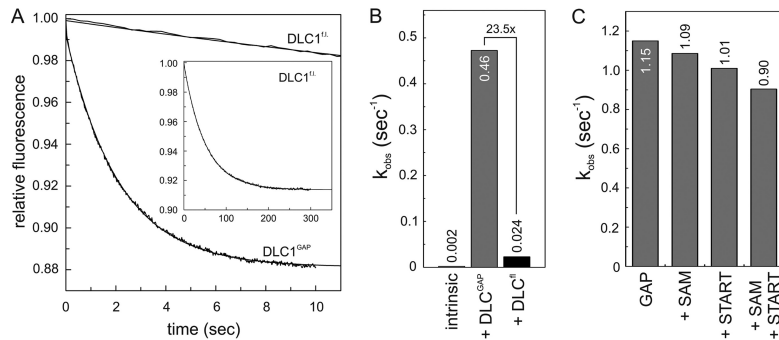 A
1.00
0.98
0.96
0.94
0.92
0.90
0.88
relative fluorescence
0
2
4
6
8
10
time (sec)
DLC1f.l.
DLC1GAP
DLC1f.l.
1.00
0.98
0.96
0.94
0.92
0.90
0
100
200
300
B
kobs (sec-1)
0.5
0.4
0.3
0.2
0.1
0
23.5x
0.002
0.46
0.024
intrinsic
+ DLCGAP
+ DLCfl
C
kobs (sec-1)
1.2
1.0
0.8
0.6
0.4
0.2
0.0
1.15
1.09
1.01
0.90
GAP
+ SAM
+ START
+ SAM
+ START